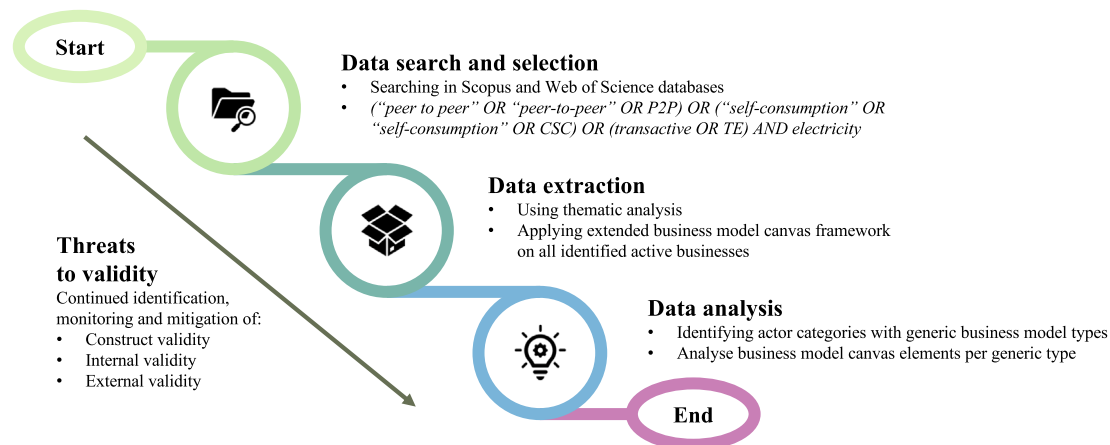 Start
Data search and selection
• Searching in Scopus and Web of Science databases
• (“peer to peer” OR “peer-to-peer” OR P2P) OR (“self-consumption” OR
“self-consumption” OR CSC) OR (transactive OR TE) AND electricity
Data extraction
• Using thematic analysis
• Applying extended business model canvas framework
on all identified active businesses
Threats
to validity
Continued identification,
monitoring and mitigation of:
• Construct validity
• Internal validity
• External validity
Data analysis
• Identifying actor categories with generic business model types
• Analyse business model canvas elements per generic type
End